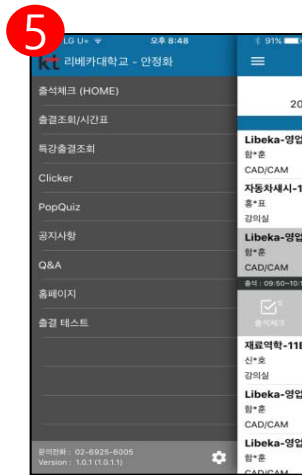 5
LG U+ 오후 8:48 91%
kt 리베카대학교 - 안정화
출석체크 (HOME)
출결조회/시간표
특강출결조회
Clicker
PopQuiz
공지사항
Q&A
홈페이지
출결 테스트
문의전화 : 02-6925-6005
Version : 1.0.1 (1.0.1.1)
20
Libeka-영업
함*훈
CAD/CAM
자동차섀시-1
홍*표
강의실
Libeka-영업
함*훈
CAD/CAM
출석 : 09:50~10:1
출석체크
재료역학-11
신*호
강의실
Libeka-영업
함*훈
CAD/CAM
Libeka-영업
함*훈
CAD/CAM